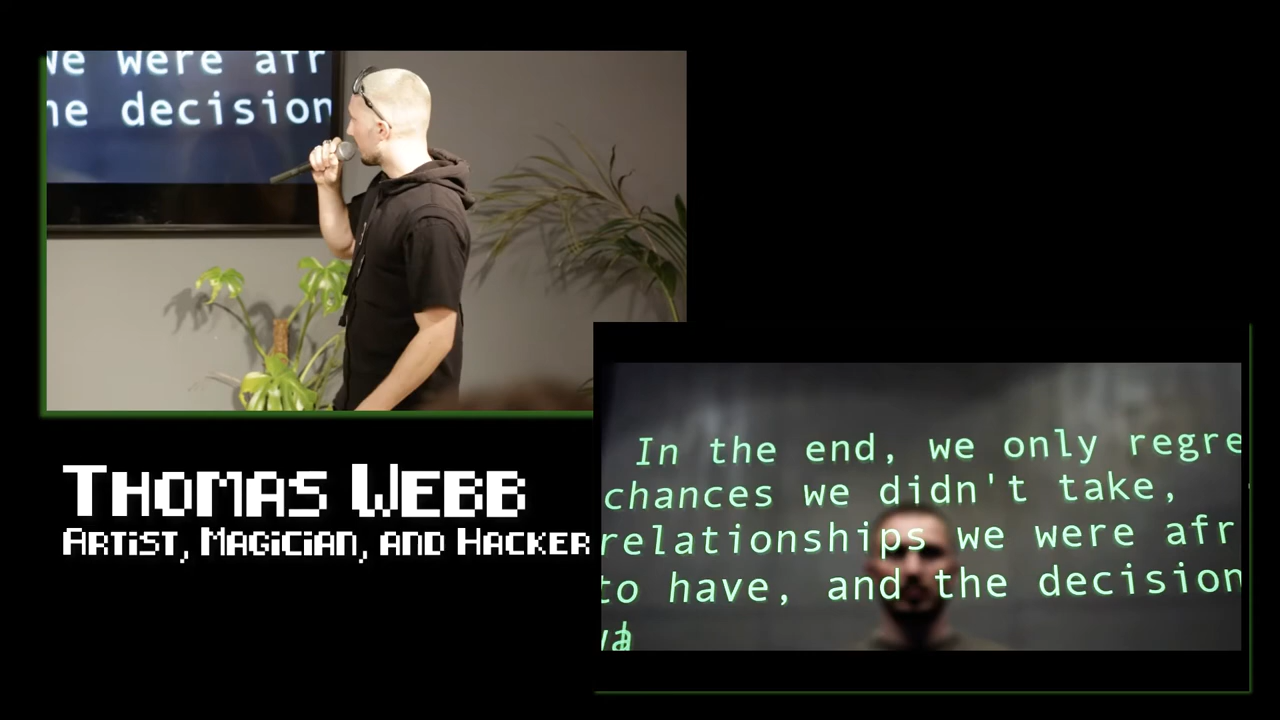 we were afr
he decision
THOMAS WEBB
ARTIST, MAGICIAN, AND HACKER
In the end, we only regre
chances we didn't take,
relationships we were afr
to have, and the decision